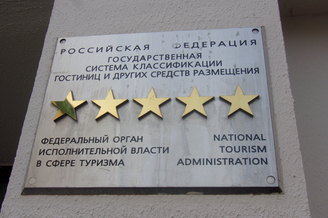 РОССИЙСКАЯ ФЕДЕРАЦИЯ
ГОСУДАРСТВЕННАЯ
СИСТЕМА КЛАССИФИКАЦИИ
ГОСТИНИЦ И ДРУГИХ СРЕДСТВ РАЗМЕЩЕНИЯ
ФЕДЕРАЛЬНЫЙ ОРГАН
ИСПОЛНИТЕЛЬНОЙ ВЛАСТИ
В СФЕРЕ ТУРИЗМА
NATIONAL
TOURISM
ADMINISTRATION